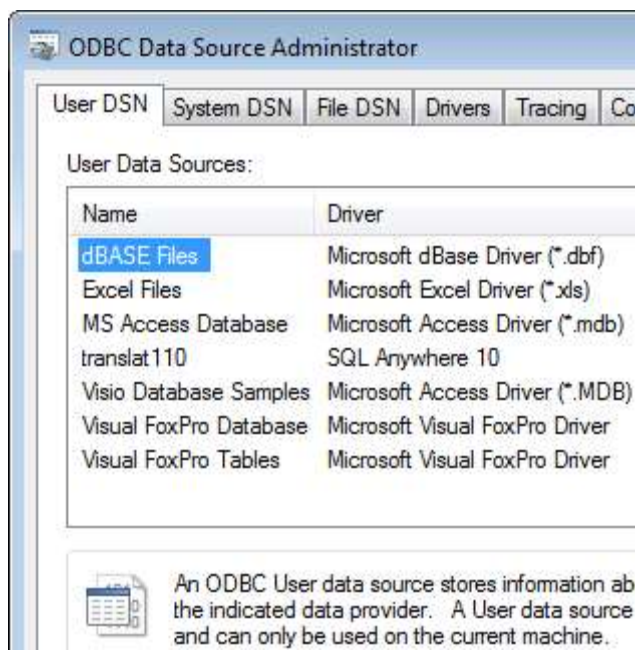 ODBC Data Source Administrator
User DSN System DSN File DSN Drivers Tracing Co
User Data Sources:
Name Driver
dBASE Files Microsoft dBase Driver (*.dbf)
Excel Files Microsoft Excel Driver (*.xls)
MS Access Database Microsoft Access Driver (*.mdb)
translat110 SQL Anywhere 10
Visio Database Samples Microsoft Access Driver (*.MDB)
Visual FoxPro Database Microsoft Visual FoxPro Driver
Visual FoxPro Tables Microsoft Visual FoxPro Driver
An ODBC User data source stores information ab
the indicated data provider. A User data source
and can only be used on the current machine.